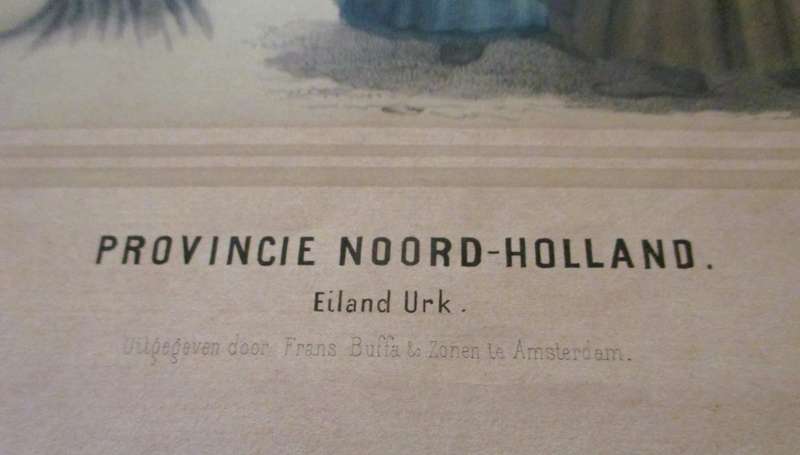 PROVINCIE NOORD-HOLLAND.
Eiland Urk.
Uitgegeven door Frans Buffa & Zonen te Amsterdam.